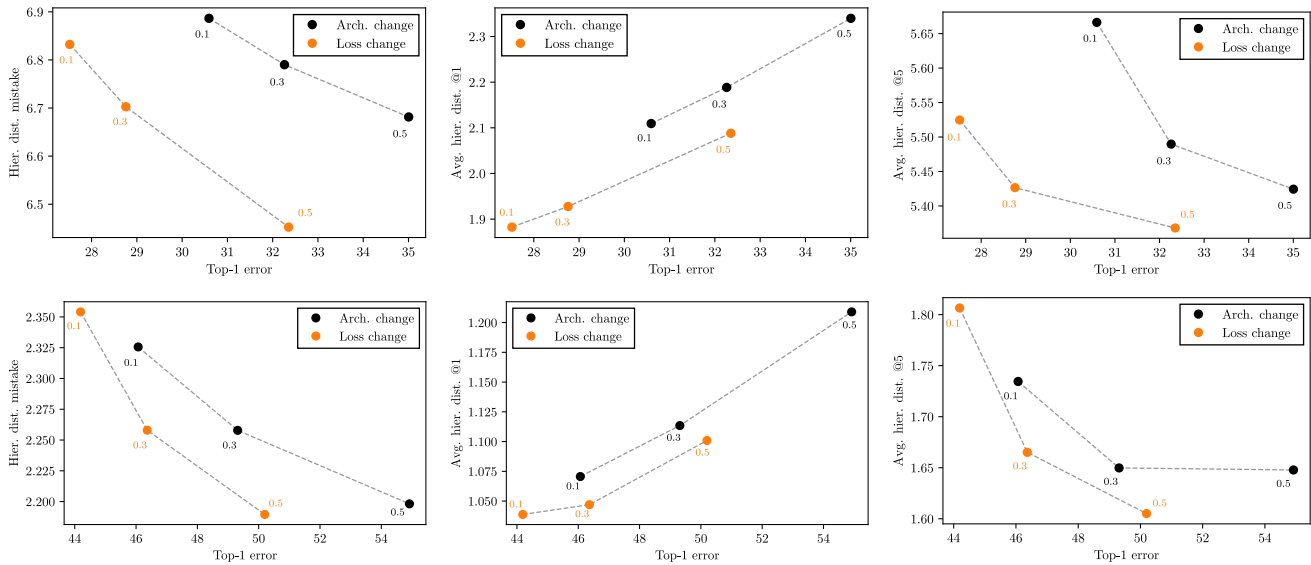 6.9
6.8
6.7
6.6
6.5
Hier. dist. mistake
28 29 30 31 32 33 34 35
Top-1 error
Arch. change
Loss change
0.1
0.3
0.5
0.1
0.3
0.5
2.3
2.2
2.1
2.0
1.9
Avg. hier. dist. @1
28 29 30 31 32 33 34 35
Top-1 error
Arch. change
Loss change
0.5
0.3
0.1
0.5
0.1
0.3
5.65
5.60
5.55
5.50
5.45
5.40
Avg. hier. dist. @5
28 29 30 31 32 33 34 35
Top-1 error
Arch. change
Loss change
0.1
0.1
0.3
0.3
0.5
0.5
2.350
2.325
2.300
2.275
2.250
2.225
2.200
Hier. dist. mistake
44 46 48 50 52 54
Top-1 error
Arch. change
Loss change
0.1
0.1
0.3
0.3
0.5
0.5
1.200
1.175
1.150
1.125
1.100
1.075
1.050
Avg. hier. dist. @1
44 46 48 50 52 54
Top-1 error
Arch. change
Loss change
0.5
0.3
0.5
0.1
0.1
0.3
1.80
1.75
1.70
1.65
1.60
Avg. hier. dist. @5
44 46 48 50 52 54
Top-1 error
Arch. change
Loss change
0.1
0.1
0.3
0.3
0.5
0.5